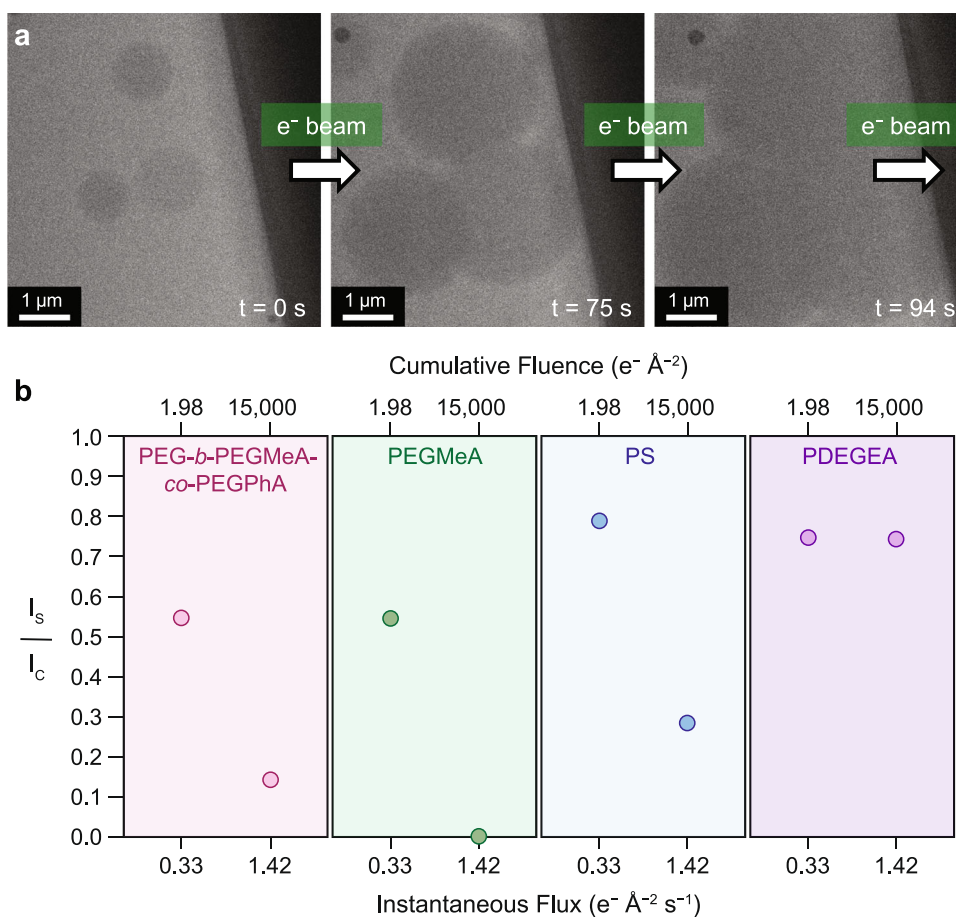 a
e⁻ beam
e⁻ beam
e⁻ beam
1 µm
t = 0 s
1 µm
t = 75 s
1 µm
t = 94 s
Cumulative Fluence (e⁻ Å⁻²)
b
1.98 15,000 1.98 15,000 1.98 15,000 1.98 15,000
PEG-b-PEGMeA-
co-PEGPhA
PEGMeA
PS
PDEGEA
1.0
0.9
0.8
0.7
0.6
0.5
0.4
0.3
0.2
0.1
0.0
I_S
I_C
0.33 1.42 0.33 1.42 0.33 1.42 0.33 1.42
Instantaneous Flux (e⁻ Å⁻² s⁻¹)